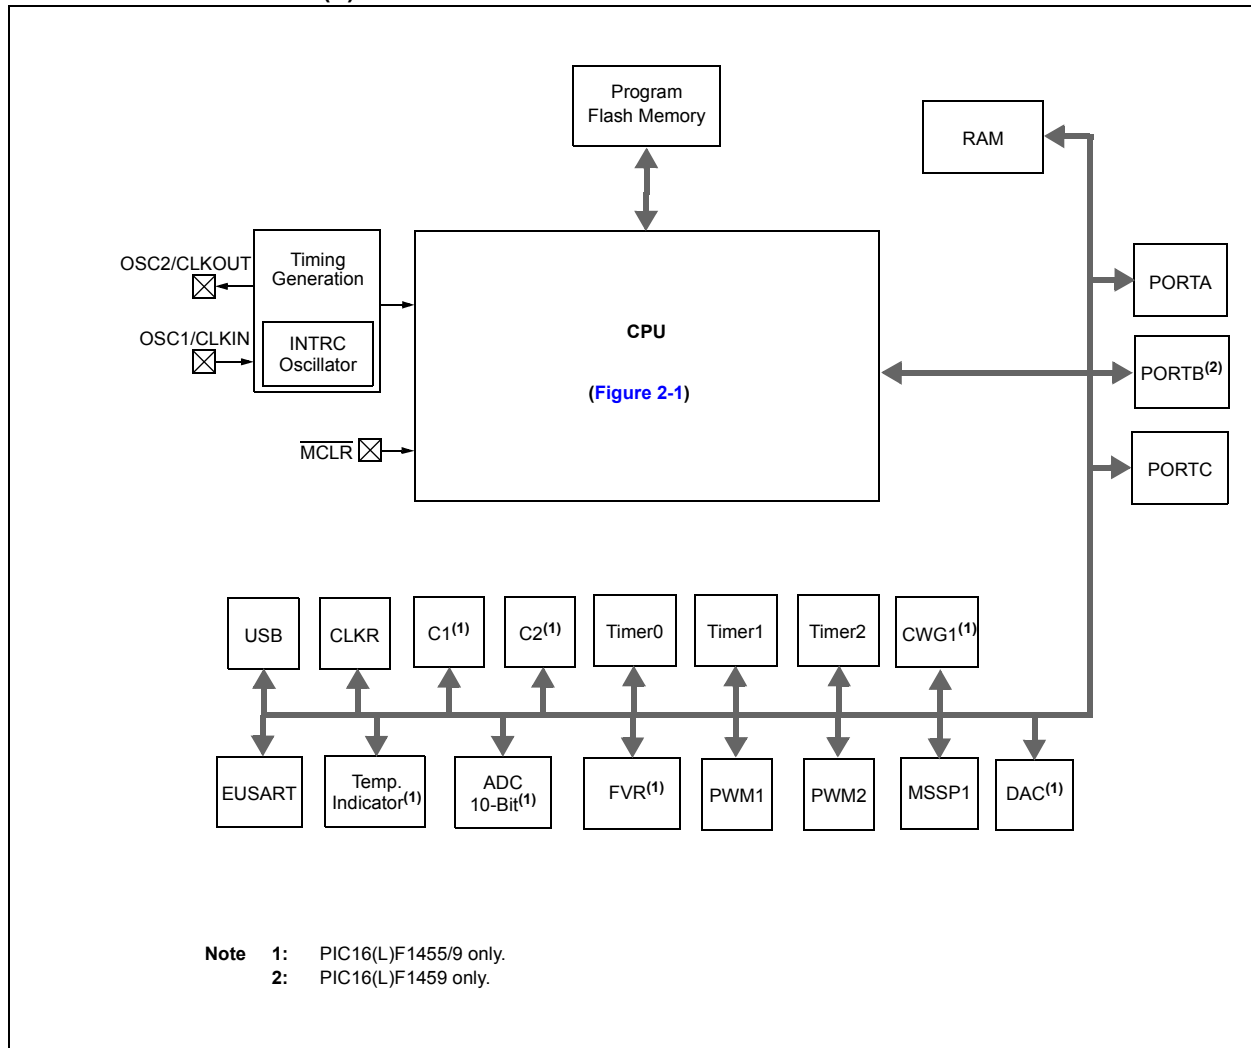 Program
Flash Memory
RAM
OSC2/CLKOUT
Timing
Generation
OSC1/CLKIN
INTRC
Oscillator
MCLR
CPU
(Figure 2-1)
PORTA
PORTB(2)
PORTC
USB
CLKR
C1(1)
C2(1)
Timer0
Timer1
Timer2
CWG1(1)
EUSART
Temp.
Indicator(1)
ADC
10-Bit(1)
FVR(1)
PWM1
PWM2
MSSP1
DAC(1)
Note 1: PIC16(L)F1455/9 only.
2: PIC16(L)F1459 only.